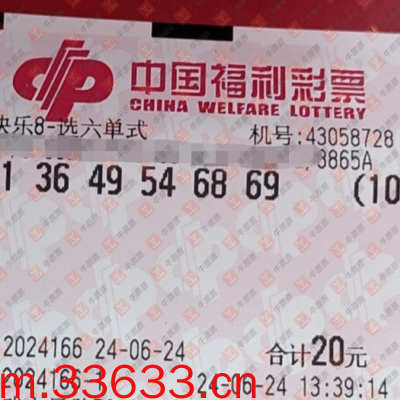 中国福利彩票
CHINA WELFARE LOTTERY
快乐8-选六单式 机号:43058728
3865A
1 36 49 54 68 69 (10
2024166 24-06-24 合计20元
2024166-1 24-06-24 13:39:14
m.33633.cn